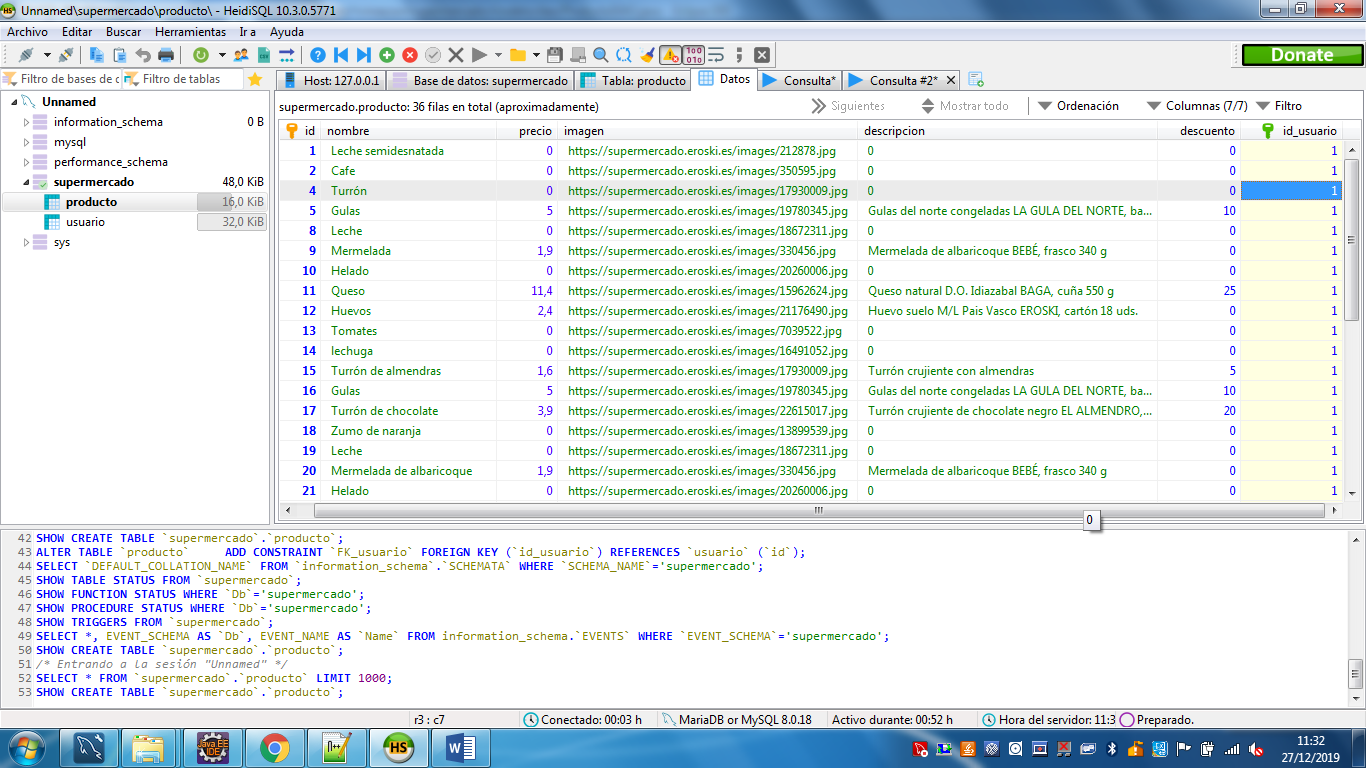 Unnamed\supermercado\producto\ - HeidiSQL 10.3.0.5771
Archivo Editar Buscar Herramientas Ir a Ayuda
Donate
Filtro de bases de d Filtro de tablas
Host: 127.0.0.1 Base de datos: supermercado Tabla: producto Datos Consulta* Consulta #2*
Unnamed
information_schema 0 B
mysql
performance_schema
supermercado 48,0 KiB
producto 16,0 KiB
usuario 32,0 KiB
sys
supermercado.producto: 36 filas en total (aproximadamente) Siguientes Mostrar todo Ordenación Columnas (7/7) Filtro
id nombre precio imagen descripcion descuento id_usuario
1 Leche semidesnatada 0 https://supermercado.eroski.es/images/212878.jpg 0 0 1
2 Cafe 0 https://supermercado.eroski.es/images/350595.jpg 0 0 1
4 Turrón 0 https://supermercado.eroski.es/images/17930009.jpg 0 0 1
5 Gulas 5 https://supermercado.eroski.es/images/19780345.jpg Gulas del norte congeladas LA GULA DEL NORTE, ba... 10 1
8 Leche 0 https://supermercado.eroski.es/images/18672311.jpg 0 0 1
9 Mermelada 1,9 https://supermercado.eroski.es/images/330456.jpg Mermelada de albaricoque BEBÉ, frasco 340 g 0 1
10 Helado 0 https://supermercado.eroski.es/images/20260006.jpg 0 0 1
11 Queso 11,4 https://supermercado.eroski.es/images/15962624.jpg Queso natural D.O. Idiazabal BAGA, cuña 550 g 25 1
12 Huevos 2,4 https://supermercado.eroski.es/images/21176490.jpg Huevo suelo M/L Pais Vasco EROSKI, cartón 18 uds. 0 1
13 Tomates 0 https://supermercado.eroski.es/images/7039522.jpg 0 0 1
14 lechuga 0 https://supermercado.eroski.es/images/16491052.jpg 0 0 1
15 Turrón de almendras 1,6 https://supermercado.eroski.es/images/17930009.jpg Turrón crujiente con almendras 5 1
16 Gulas 5 https://supermercado.eroski.es/images/19780345.jpg Gulas del norte congeladas LA GULA DEL NORTE, ba... 10 1
17 Turrón de chocolate 3,9 https://supermercado.eroski.es/images/22615017.jpg Turrón crujiente de chocolate negro EL ALMENDRO,... 20 1
18 Zumo de naranja 0 https://supermercado.eroski.es/images/13899539.jpg 0 0 1
19 Leche 0 https://supermercado.eroski.es/images/18672311.jpg 0 0 1
20 Mermelada de albaricoque 1,9 https://supermercado.eroski.es/images/330456.jpg Mermelada de albaricoque BEBÉ, frasco 340 g 0 1
21 Helado 0 https://supermercado.eroski.es/images/20260006.jpg 0 0 1
0
42 SHOW CREATE TABLE `supermercado`.`producto`;
43 ALTER TABLE `producto` ADD CONSTRAINT `FK_usuario` FOREIGN KEY (`id_usuario`) REFERENCES `usuario` (`id`);
44 SELECT `DEFAULT_COLLATION_NAME` FROM `information_schema`.`SCHEMATA` WHERE `SCHEMA_NAME`='supermercado';
45 SHOW TABLE STATUS FROM `supermercado`;
46 SHOW FUNCTION STATUS WHERE `Db`='supermercado';
47 SHOW PROCEDURE STATUS WHERE `Db`='supermercado';
48 SHOW TRIGGERS FROM `supermercado`;
49 SELECT *, EVENT_SCHEMA AS `Db`, EVENT_NAME AS `Name` FROM information_schema.`EVENTS` WHERE `EVENT_SCHEMA`='supermercado';
50 SHOW CREATE TABLE `supermercado`.`producto`;
51 /* Entrando a la sesión "Unnamed" */
52 SELECT * FROM `supermercado`.`producto` LIMIT 1000;
53 SHOW CREATE TABLE `supermercado`.`producto`;
r3 : c7 Conectado: 00:03 h MariaDB or MySQL 8.0.18 Activo durante: 00:52 h Hora del servidor: 11:3 Preparado.
Java EE IDE HS
11:32
27/12/2019